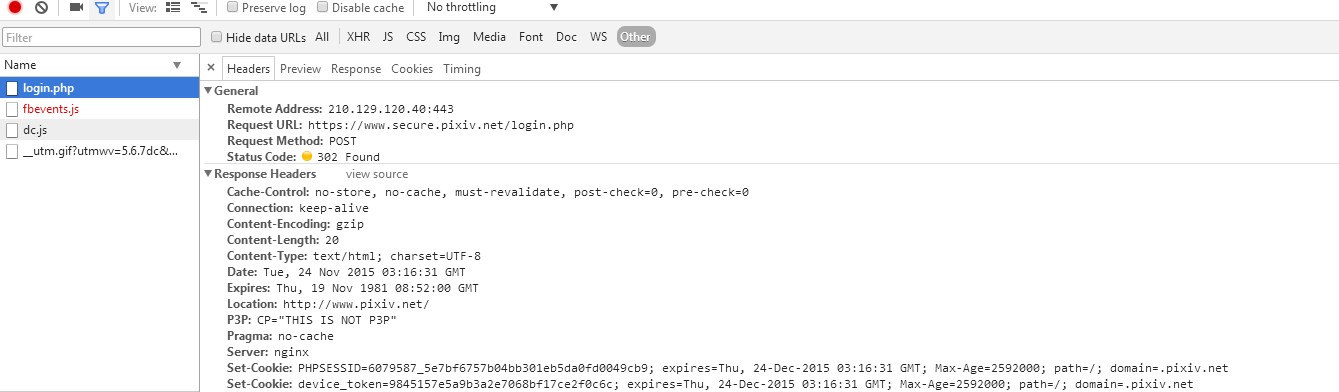 View: Preserve log Disable cache No throttling
Filter Hide data URLs All XHR JS CSS Img Media Font Doc WS Other
Name × Headers Preview Response Cookies Timing
login.php
fbevents.js
dc.js
__utm.gif?utmwv=5.6.7dc&...
General
Remote Address: 210.129.120.40:443
Request URL: https://www.secure.pixiv.net/login.php
Request Method: POST
Status Code: 302 Found
Response Headers view source
Cache-Control: no-store, no-cache, must-revalidate, post-check=0, pre-check=0
Connection: keep-alive
Content-Encoding: gzip
Content-Length: 20
Content-Type: text/html; charset=UTF-8
Date: Tue, 24 Nov 2015 03:16:31 GMT
Expires: Thu, 19 Nov 1981 08:52:00 GMT
Location: http://www.pixiv.net/
P3P: CP="THIS IS NOT P3P"
Pragma: no-cache
Server: nginx
Set-Cookie: PHPSESSID=6079587_5e7bf6757b04bb301eb5da0fd0049cb9; expires=Thu, 24-Dec-2015 03:16:31 GMT; Max-Age=2592000; path=/; domain=.pixiv.net
Set-Cookie: device_token=9845157e5a9b3a2e7068bf17ce2f0c6c; expires=Thu, 24-Dec-2015 03:16:31 GMT; Max-Age=2592000; path=/; domain=.pixiv.net